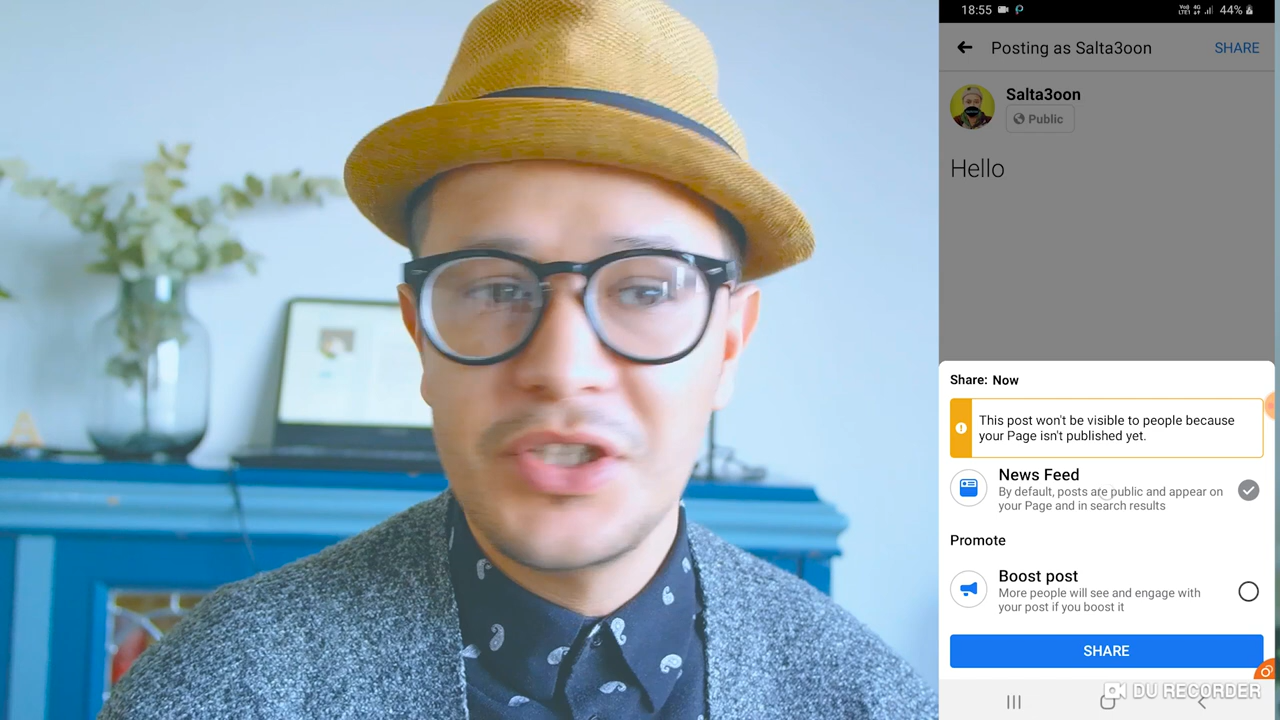 18:55
44%
Posting as Salta3oon
SHARE
Salta3oon
Public
Hello
Share: Now
This post won't be visible to people because
your Page isn't published yet.
News Feed
By default, posts are public and appear on
your Page and in search results
Promote
Boost post
More people will see and engage with
your post if you boost it
SHARE
DU RECORDER